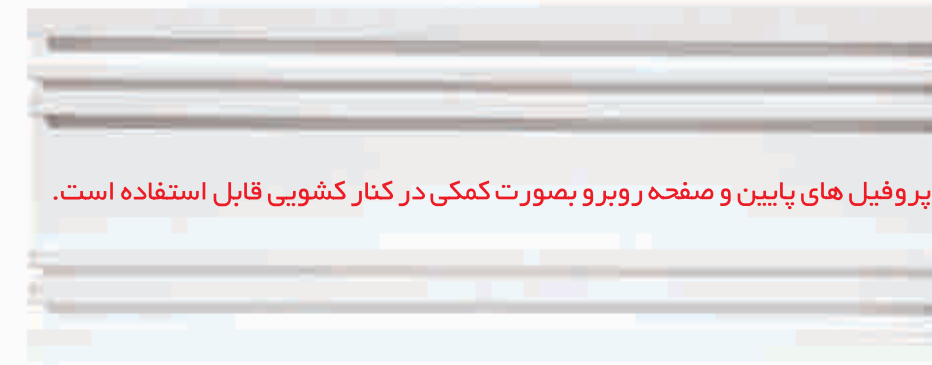 پروفیل های پایین و صفحه روبرو بصورت کمکی در کنار کشویی قابل استفاده است.